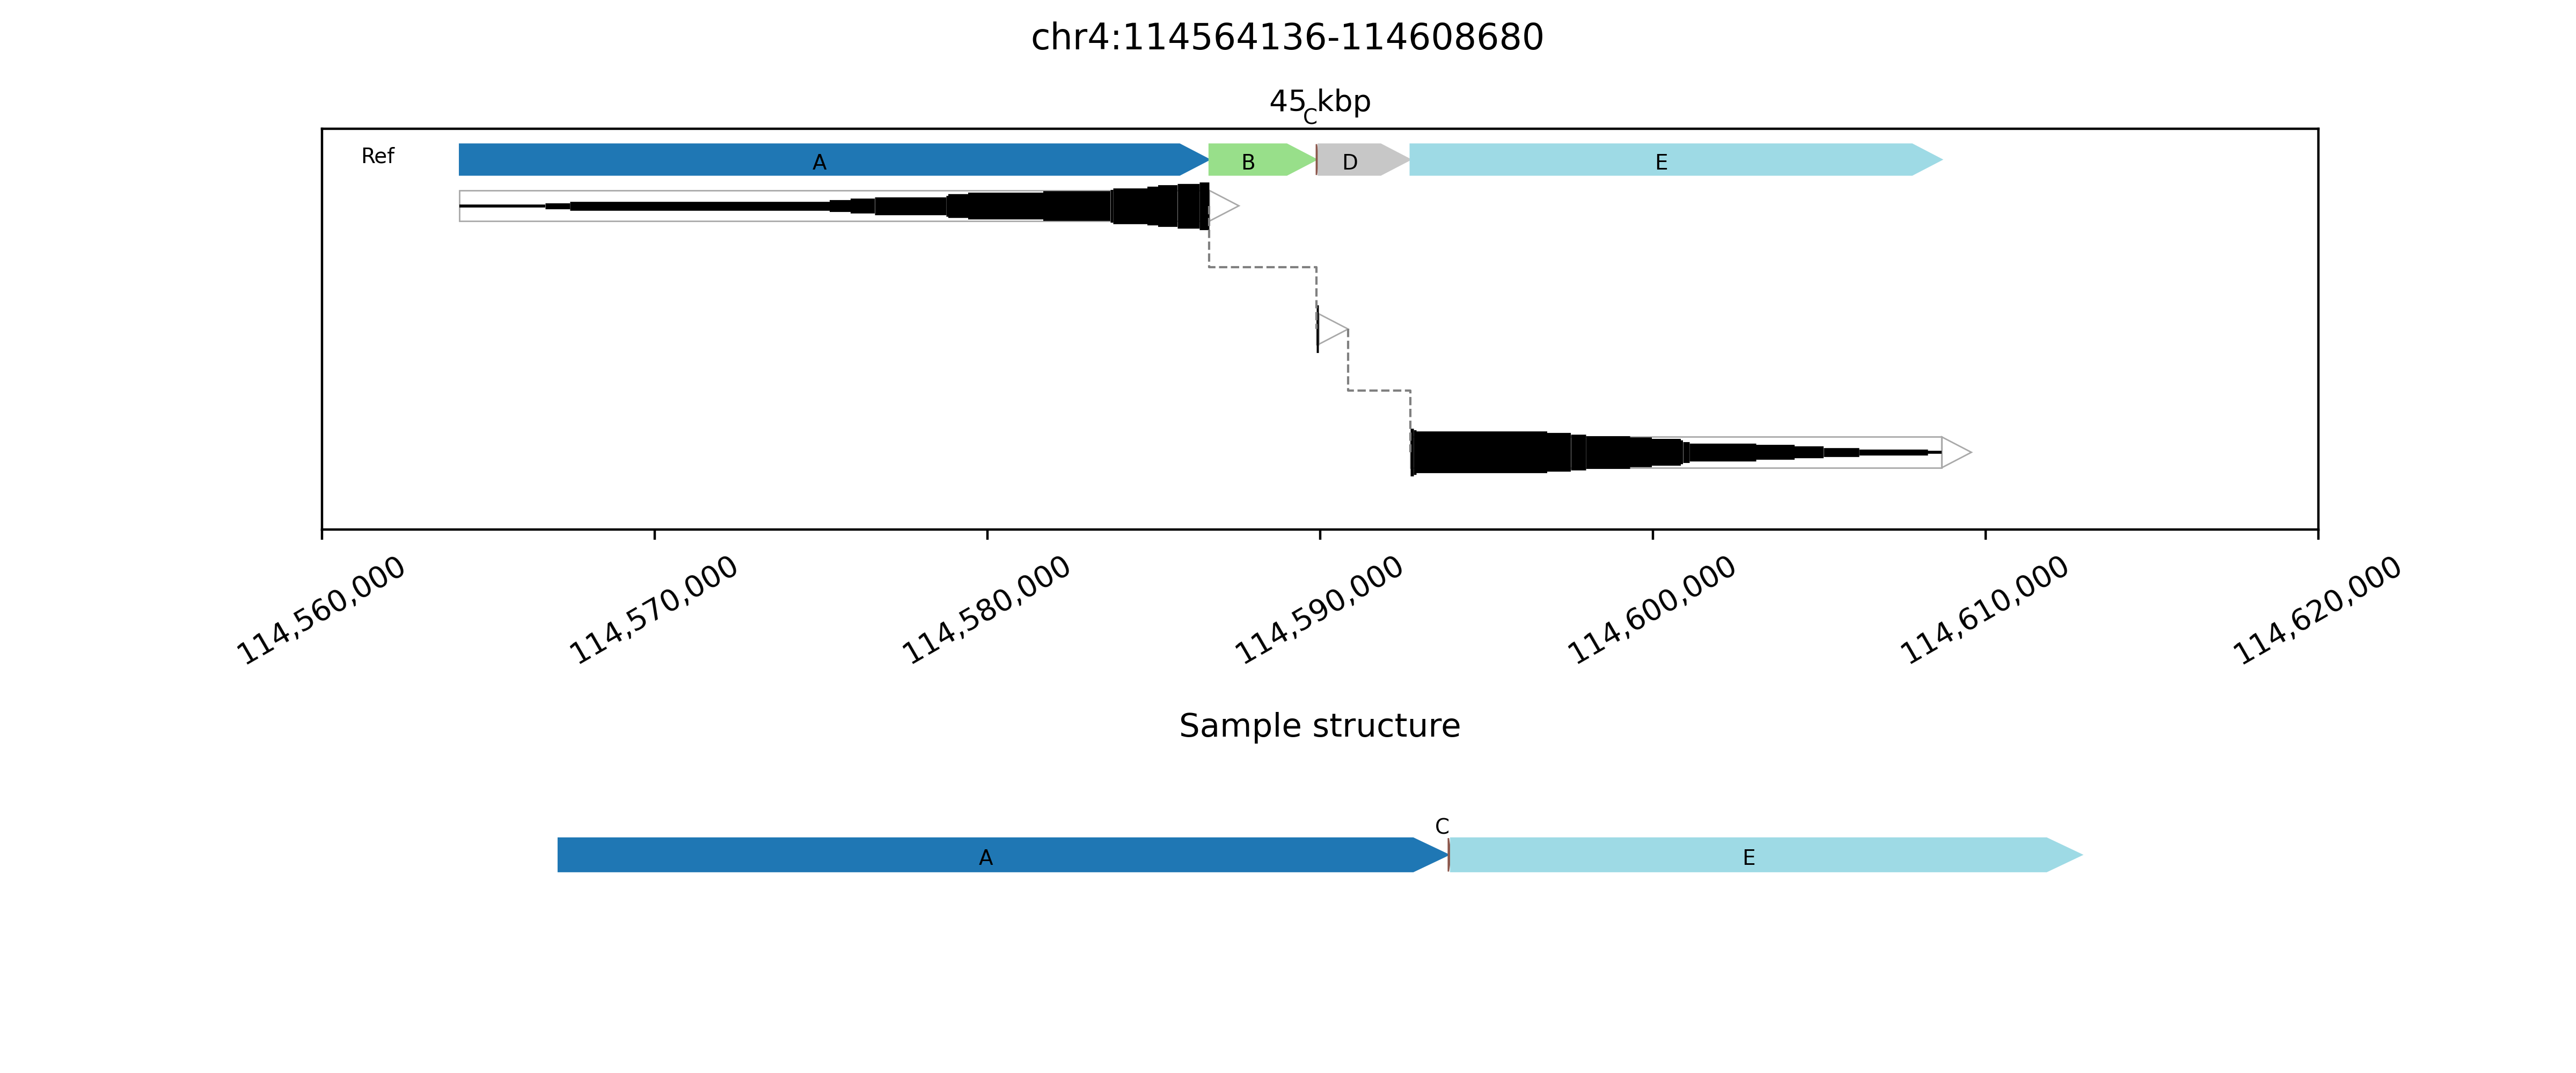 chr4:114564136-114608680
45 kbp
C
Ref
A
B
D
E
114,560,000
114,570,000
114,580,000
114,590,000
114,600,000
114,610,000
114,620,000
Sample structure
C
A
E